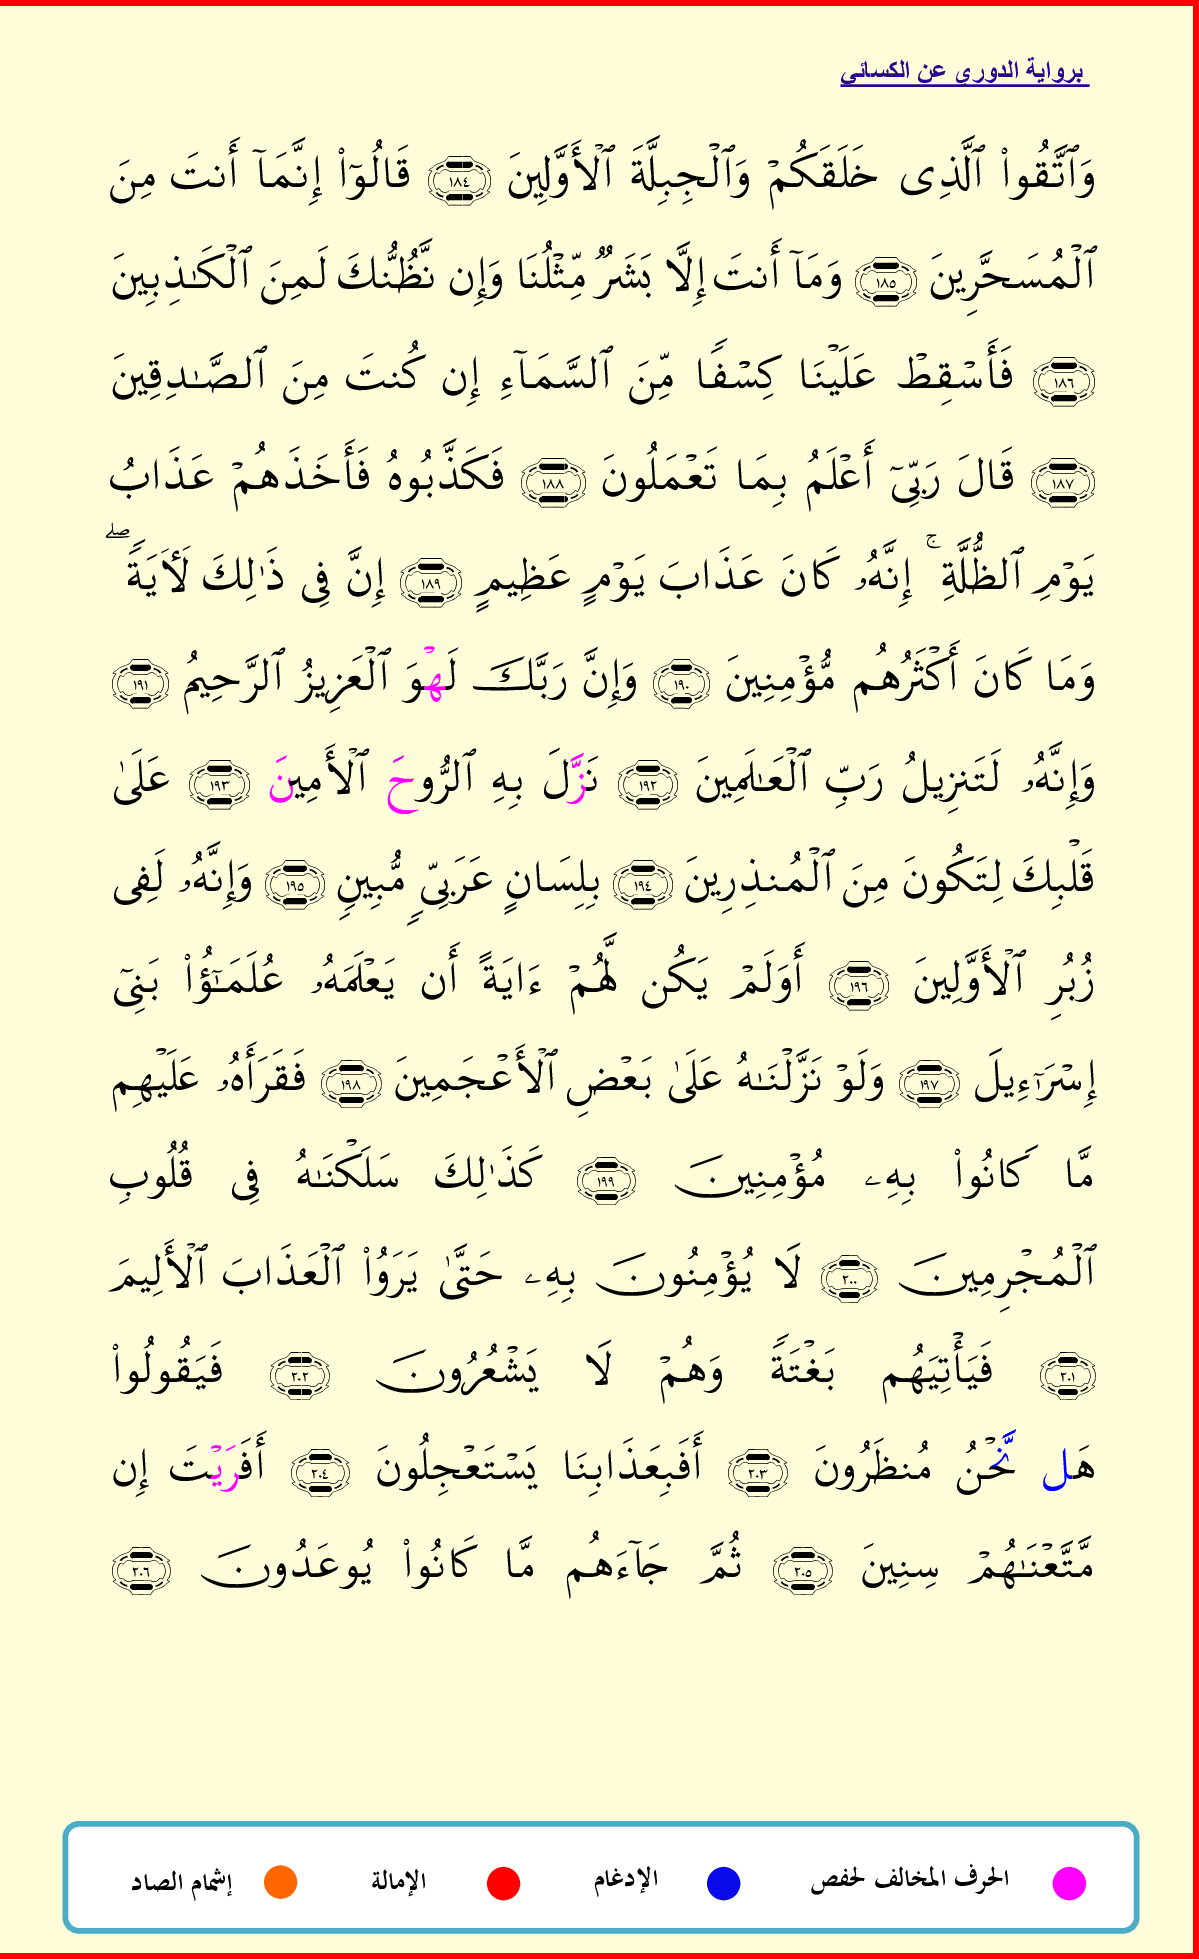 برواية الدوري عن الكسائي
وَٱتَّقُوا۟ ٱلَّذِى خَلَقَكُمْ وَٱلْجِبِلَّةَ ٱلْأَوَّلِينَ ١٨٤ قَالُوٓا۟ إِنَّمَآ أَنتَ مِنَ
ٱلْمُسَحَّرِينَ ١٨٥ وَمَآ أَنتَ إِلَّا بَشَرٌ مِّثْلُنَا وَإِن نَّظُنُّكَ لَمِنَ ٱلْكَـٰذِبِينَ
١٨٦ فَأَسْقِطْ عَلَيْنَا كِسْفًا مِّنَ ٱلسَّمَآءِ إِن كُنتَ مِنَ ٱلصَّـٰدِقِينَ
١٨٧ قَالَ رَبِّىٓ أَعْلَمُ بِمَا تَعْمَلُونَ ١٨٨ فَكَذَّبُوهُ فَأَخَذَهُمْ عَذَابُ
يَوْمِ ٱلظُّلَّةِ ۚ إِنَّهُۥ كَانَ عَذَابَ يَوْمٍ عَظِيمٍ ١٨٩ إِنَّ فِى ذَٰلِكَ لَـَٔايَةً ۖ
وَمَا كَانَ أَكْثَرُهُم مُّؤْمِنِينَ ١٩٠ وَإِنَّ رَبَّكَ لَهْوَ ٱلْعَزِيزُ ٱلرَّحِيمُ ١٩١
وَإِنَّهُۥ لَتَنزِيلُ رَبِّ ٱلْعَـٰلَمِينَ ١٩٢ نَزَّلَ بِهِ ٱلرُّوحَ ٱلْأَمِينَ ١٩٣ عَلَىٰ
قَلْبِكَ لِتَكُونَ مِنَ ٱلْمُنذِرِينَ ١٩٤ بِلِسَانٍ عَرَبِىٍّ مُّبِينٍ ١٩٥ وَإِنَّهُۥ لَفِى
زُبُرِ ٱلْأَوَّلِينَ ١٩٦ أَوَلَمْ يَكُن لَّهُمْ ءَايَةً أَن يَعْلَمَهُۥ عُلَمَـٰٓؤُا۟ بَنِىٓ
إِسْرَـٰٓءِيلَ ١٩٧ وَلَوْ نَزَّلْنَـٰهُ عَلَىٰ بَعْضِ ٱلْأَعْجَمِينَ ١٩٨ فَقَرَأَهُۥ عَلَيْهِم
مَّا كَانُوا۟ بِهِۦ مُؤْمِنِينَ ١٩٩ كَذَٰلِكَ سَلَكْنَـٰهُ فِى قُلُوبِ
ٱلْمُجْرِمِينَ ٢٠٠ لَا يُؤْمِنُونَ بِهِۦ حَتَّىٰ يَرَوُا۟ ٱلْعَذَابَ ٱلْأَلِيمَ
٢٠١ فَيَأْتِيَهُم بَغْتَةً وَهُمْ لَا يَشْعُرُونَ ٢٠٢ فَيَقُولُوا۟
هَل نَّحْنُ مُنظَرُونَ ٢٠٣ أَفَبِعَذَابِنَا يَسْتَعْجِلُونَ ٢٠٤ أَفَرَيْتَ إِن
مَّتَّعْنَـٰهُمْ سِنِينَ ٢٠٥ ثُمَّ جَآءَهُم مَّا كَانُوا۟ يُوعَدُونَ ٢٠٦
الحرف المخالف لحفص الإدغام الإمالة إشمام الصاد